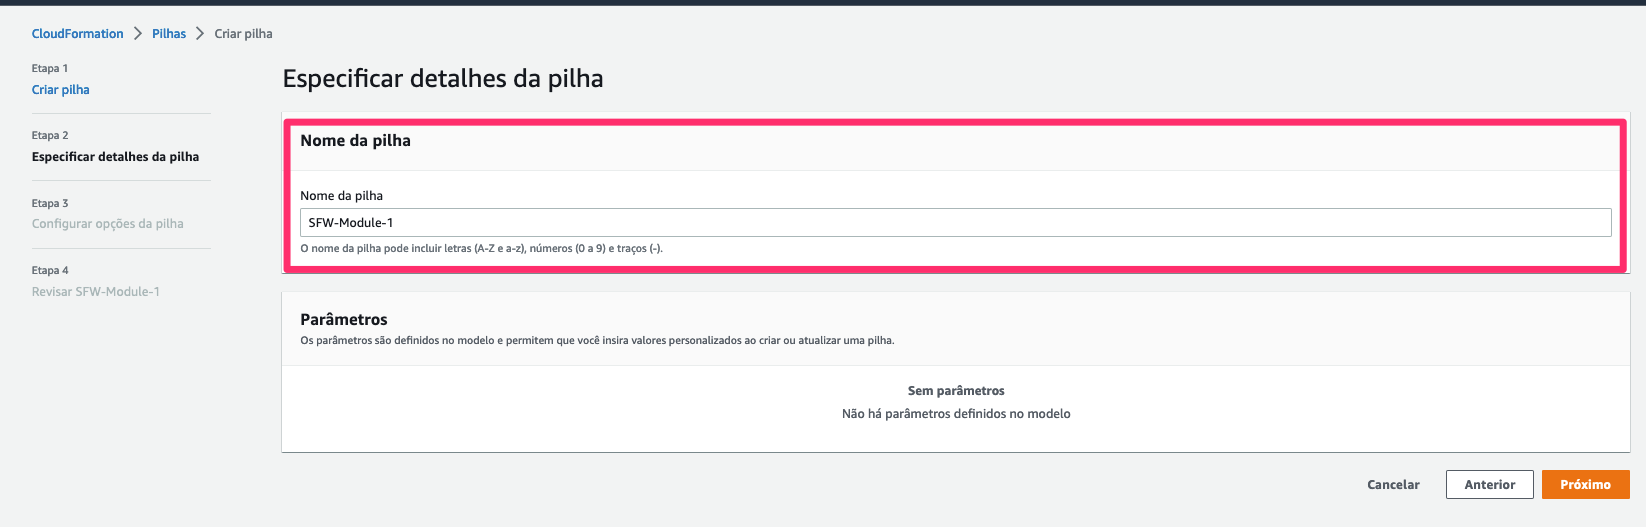 CloudFormation > Pilhas > Criar pilha
Etapa 1
Criar pilha
Etapa 2
Especificar detalhes da pilha
Etapa 3
Configurar opções da pilha
Etapa 4
Revisar SFW-Module-1
Especificar detalhes da pilha
Nome da pilha
Nome da pilha
SFW-Module-1
O nome da pilha pode incluir letras (A-Z e a-z), números (0 a 9) e traços (-).
Parâmetros
Os parâmetros são definidos no modelo e permitem que você insira valores personalizados ao criar ou atualizar uma pilha.
Sem parâmetros
Não há parâmetros definidos no modelo
Cancelar Anterior Próximo